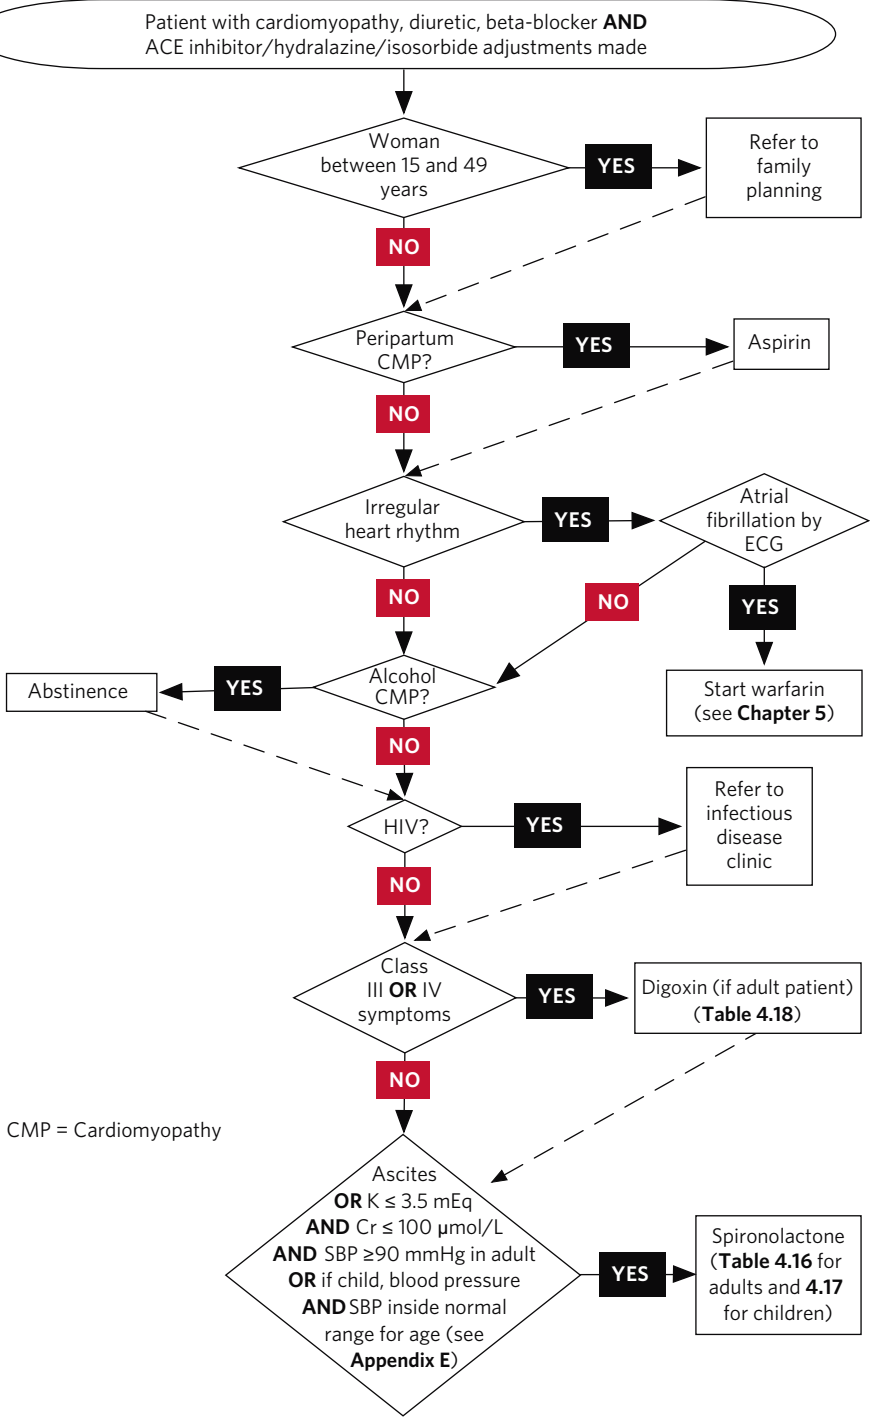 Patient with cardiomyopathy, diuretic, beta-blocker AND
ACE inhibitor/hydralazine/isosorbide adjustments made
Woman
between 15 and 49
years
YES
Refer to
family
planning
NO
Peripartum
CMP?
YES
Aspirin
NO
Irregular
heart rhythm
YES
Atrial
fibrillation by
ECG
NO
NO
YES
Alcohol
CMP?
YES
Abstinence
Start warfarin
(see Chapter 5)
NO
HIV?
YES
Refer to
infectious
disease
clinic
NO
Class
III OR IV
symptoms
YES
Digoxin (if adult patient)
(Table 4.18)
NO
CMP = Cardiomyopathy
Ascites
OR K ≤ 3.5 mEq
AND Cr ≤ 100 µmol/L
AND SBP ≥90 mmHg in adult
OR if child, blood pressure
AND SBP inside normal
range for age (see
Appendix E)
YES
Spironolactone
(Table 4.16 for
adults and 4.17
for children)